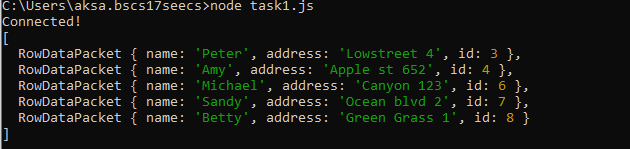 C:\Users\aksa.bscs17seecs>node task1.js
Connected!
[
  RowDataPacket { name: 'Peter', address: 'Lowstreet 4', id: 3 },
  RowDataPacket { name: 'Amy', address: 'Apple st 652', id: 4 },
  RowDataPacket { name: 'Michael', address: 'Canyon 123', id: 6 },
  RowDataPacket { name: 'Sandy', address: 'Ocean blvd 2', id: 7 },
  RowDataPacket { name: 'Betty', address: 'Green Grass 1', id: 8 }
]